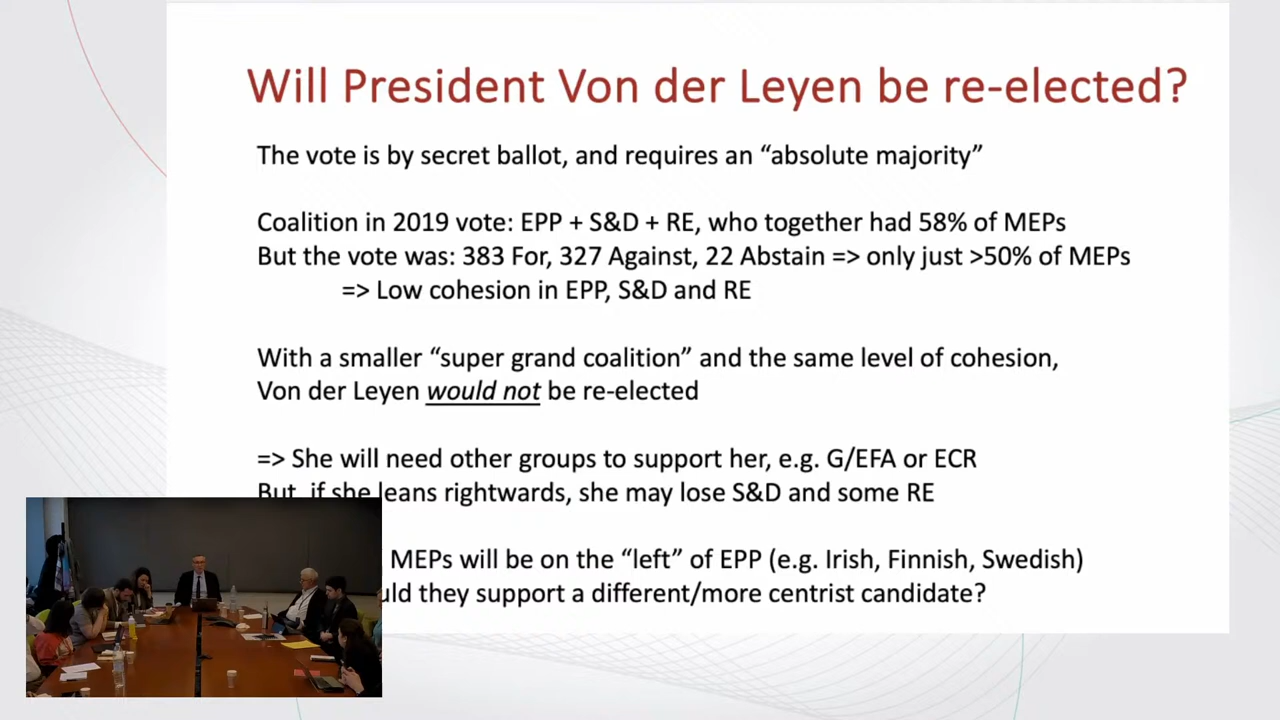 Will President Von der Leyen be re-elected?
The vote is by secret ballot, and requires an “absolute majority”
Coalition in 2019 vote: EPP + S&D + RE, who together had 58% of MEPs
But the vote was: 383 For, 327 Against, 22 Abstain => only just >50% of MEPs
=> Low cohesion in EPP, S&D and RE
With a smaller “super grand coalition” and the same level of cohesion,
Von der Leyen would not be re-elected
=> She will need other groups to support her, e.g. G/EFA or ECR
But, if she leans rightwards, she may lose S&D and some RE
MEPs will be on the “left” of EPP (e.g. Irish, Finnish, Swedish)
they support a different/more centrist candidate?